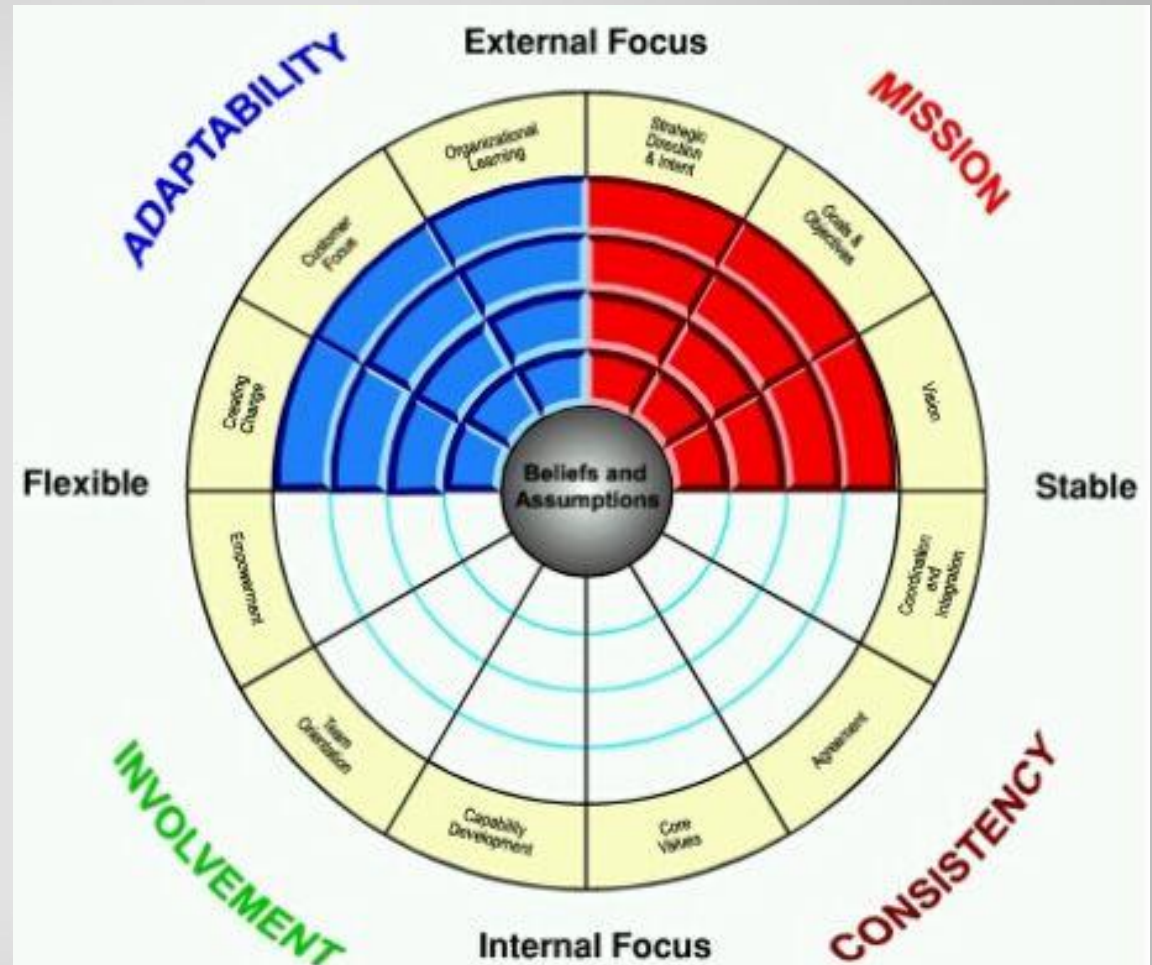 External Focus
ADAPTABILITY
MISSION
Organizational
Learning
Strategic
Direction
& Intent
Customer
Focus
Goals &
Objectives
Creating
Change
Vision
Flexible
Beliefs and
Assumptions
Stable
Empowerment
Coordination
and
Integration
Team
Orientation
Agreement
Capability
Development
Core
Values
INVOLVEMENT
CONSISTENCY
Internal Focus